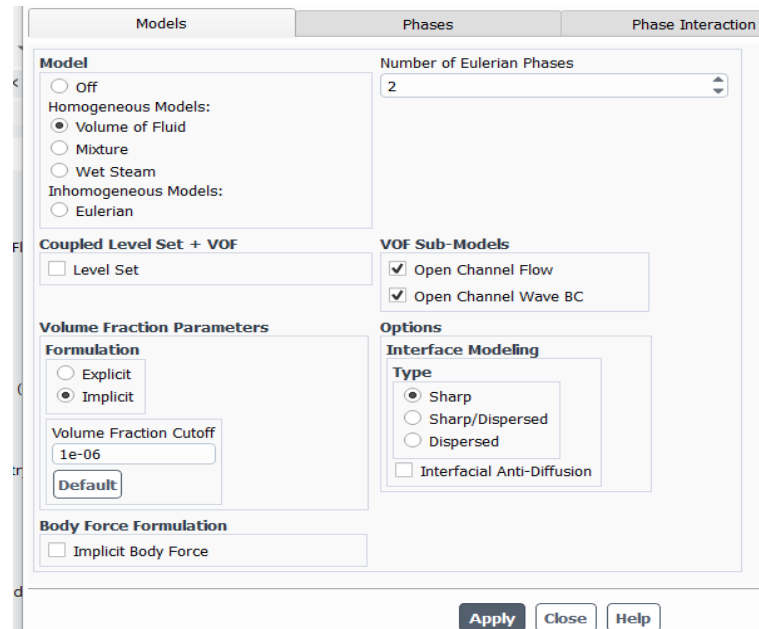 Models
Phases
Phase Interaction
Model
Off
Homogeneous Models:
Volume of Fluid
Mixture
Wet Steam
Inhomogeneous Models:
Eulerian
Number of Eulerian Phases
2
Coupled Level Set + VOF
Level Set
VOF Sub-Models
Open Channel Flow
Open Channel Wave BC
Volume Fraction Parameters
Formulation
Explicit
Implicit
Volume Fraction Cutoff
1e-06
Default
Options
Interface Modeling
Type
Sharp
Sharp/Dispersed
Dispersed
Interfacial Anti-Diffusion
Body Force Formulation
Implicit Body Force
Apply
Close
Help